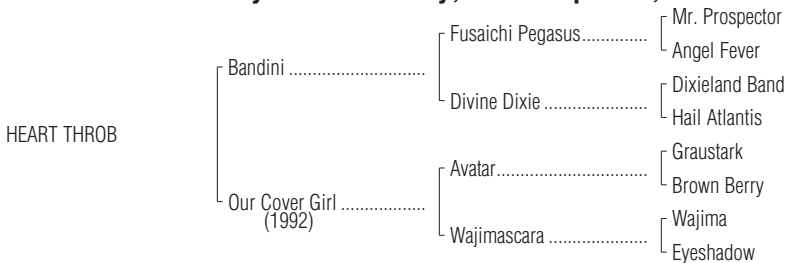 Mr. Prospector
Fusaichi Pegasus..............
Angel Fever
Bandini .............................
Dixieland Band
Divine Dixie ......................
Hail Atlantis
HEART THROB
Graustark
Avatar................................
Brown Berry
Our Cover Girl ..................
(1992)
Wajima
Wajimascara .....................
Eyeshadow